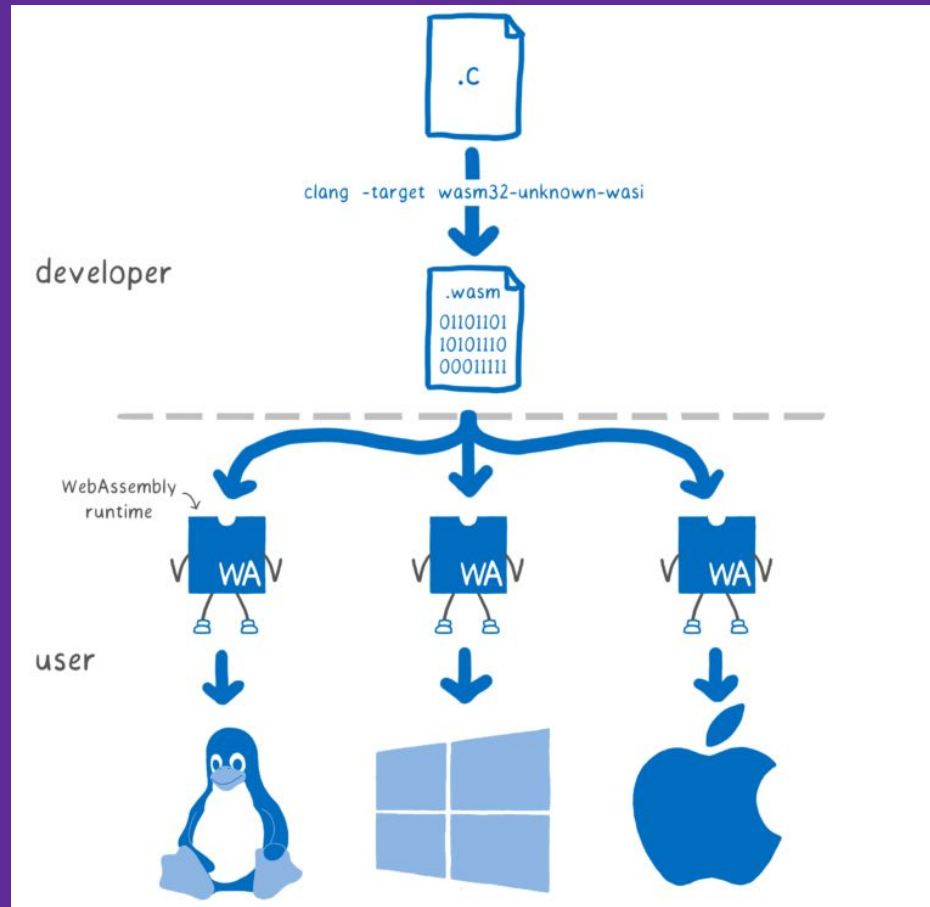 .C
clang -target wasm32-unknown-wasi
developer
.wasm
01101101
10101110
00011111
WebAssembly
runtime
WA
WA
WA
user